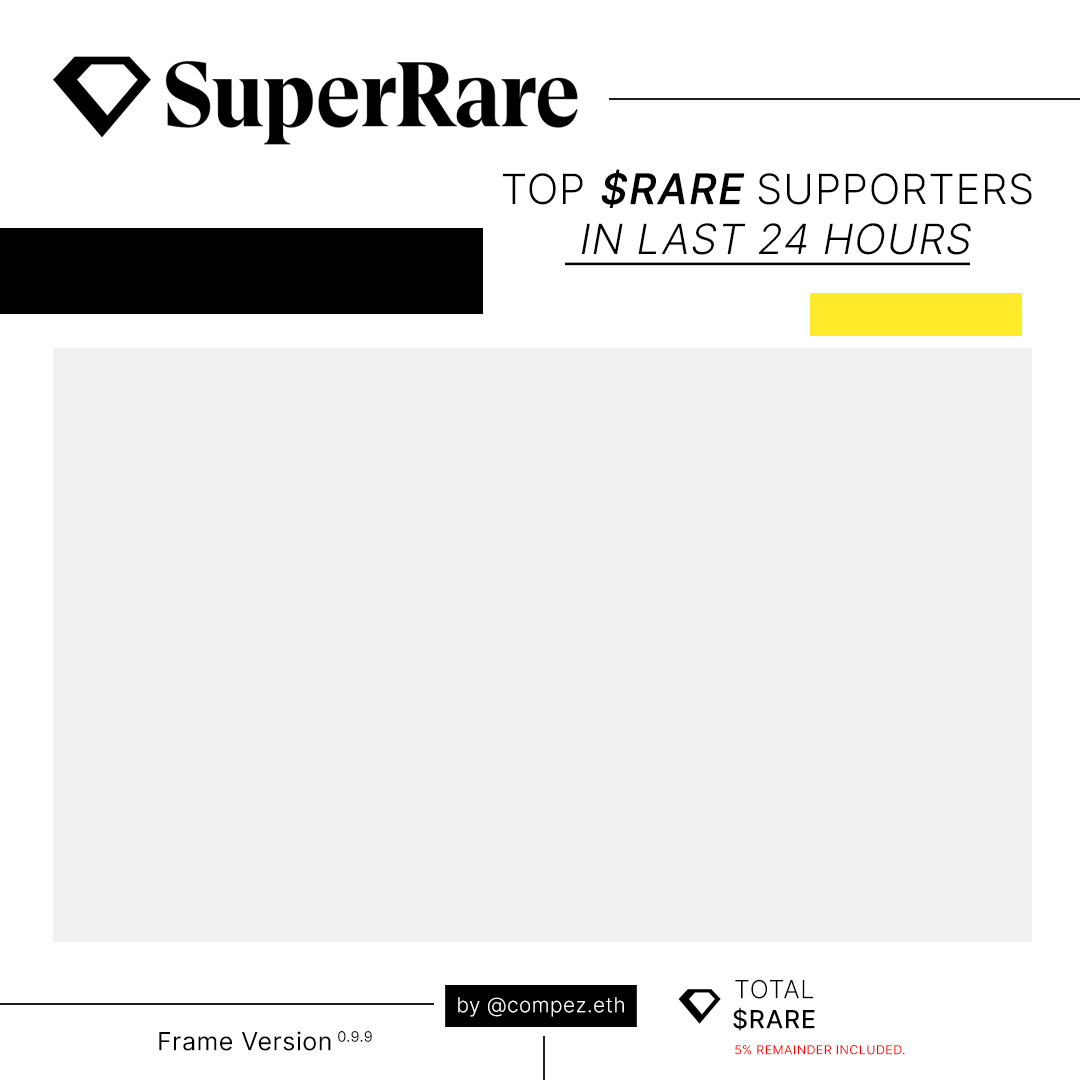 SuperRare
TOP $RARE SUPPORTERS
IN LAST 24 HOURS
by @compez.eth
Frame Version 0.9.9
TOTAL
$RARE
5% REMAINDER INCLUDED.